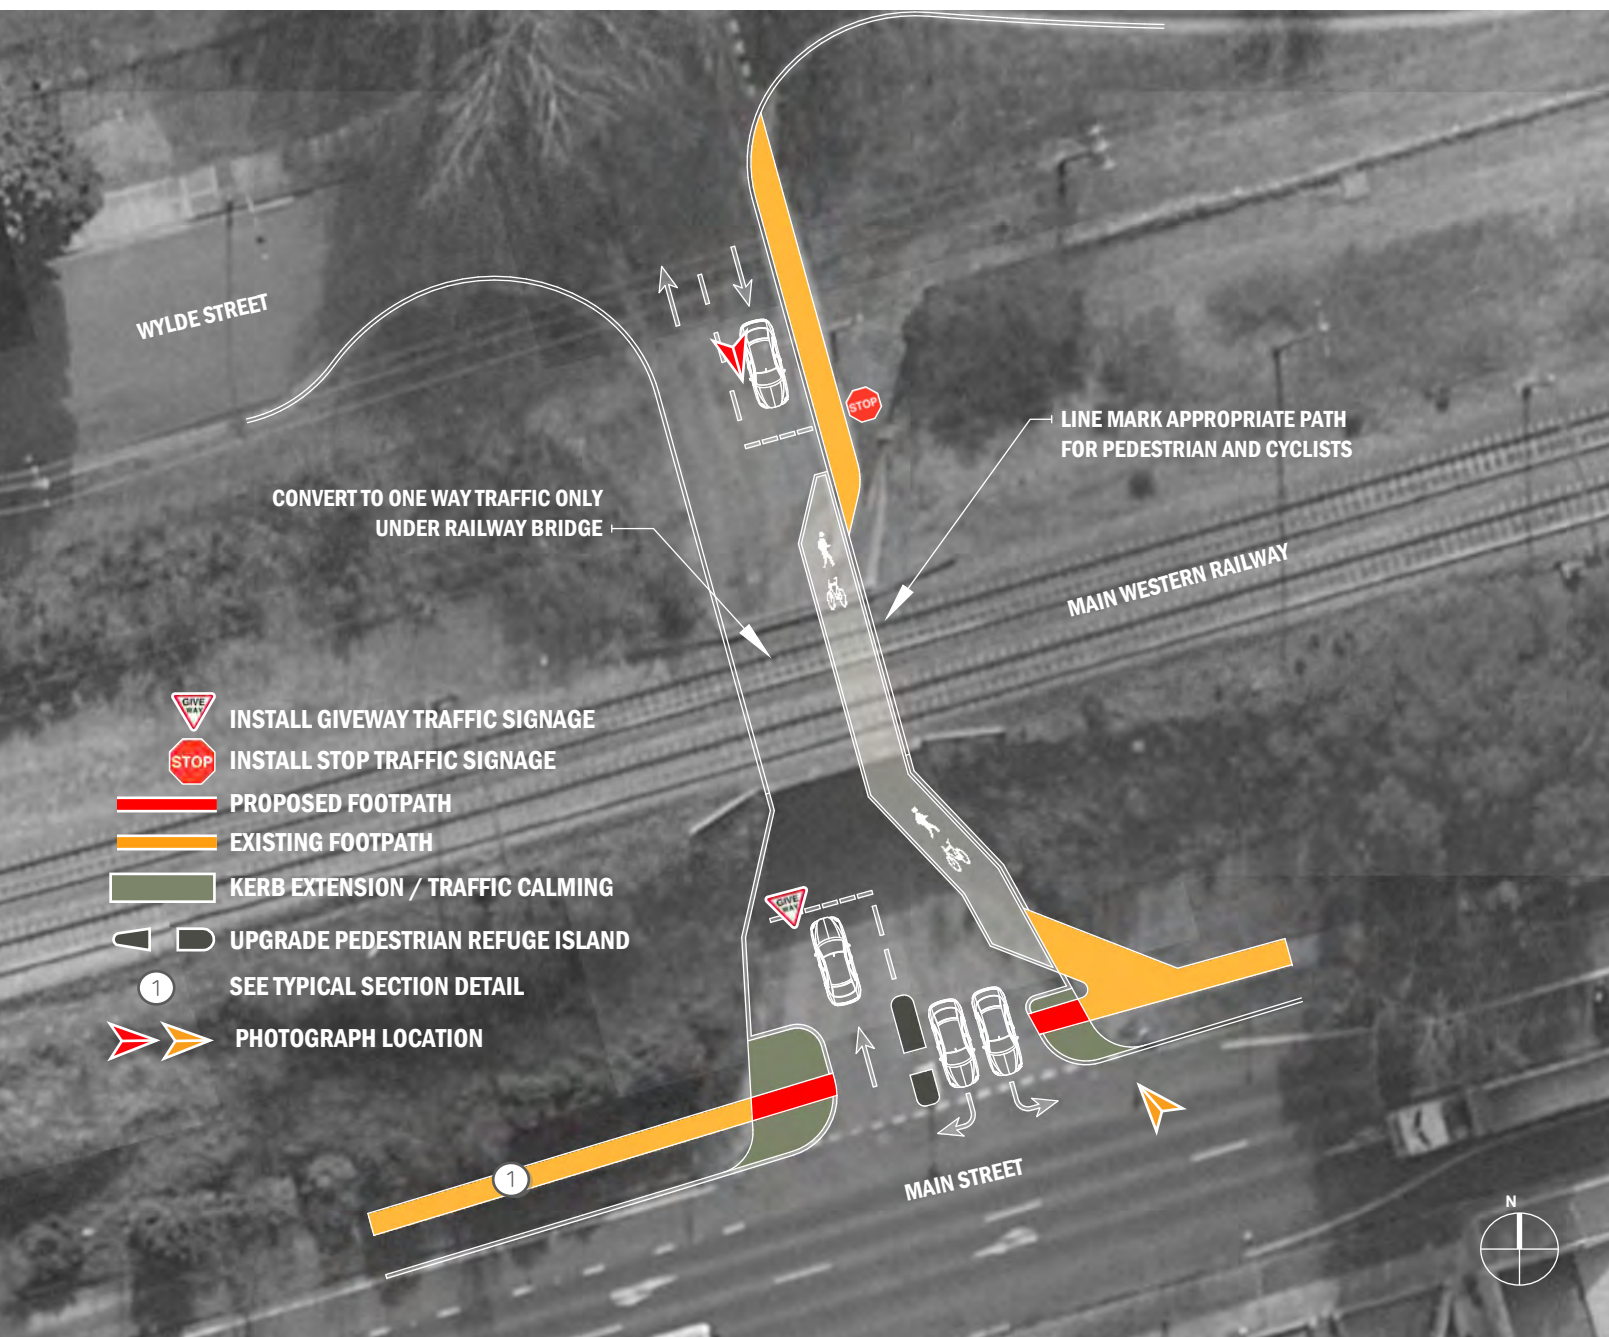 WYLDE STREET
STOP
LINE MARK APPROPRIATE PATH
FOR PEDESTRIAN AND CYCLISTS
CONVERT TO ONE WAY TRAFFIC ONLY
UNDER RAILWAY BRIDGE
MAIN WESTERN RAILWAY
GIVE
WAY
INSTALL GIVEWAY TRAFFIC SIGNAGE
STOP
INSTALL STOP TRAFFIC SIGNAGE
PROPOSED FOOTPATH
EXISTING FOOTPATH
KERB EXTENSION / TRAFFIC CALMING
UPGRADE PEDESTRIAN REFUGE ISLAND
1
SEE TYPICAL SECTION DETAIL
PHOTOGRAPH LOCATION
GIVE
WAY
1
MAIN STREET
N